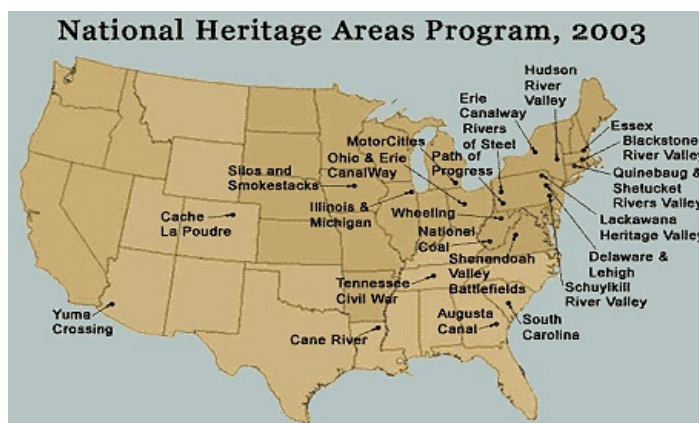 National Heritage Areas Program, 2003
Hudson
River
Valley
Erie
Canalway
Rivers
of Steel
Essex
Blackstone
River Valley
MotorCities
Ohio & Erie
CanalWay
Path of
Progress
Quinebaug &
Shetucket
Rivers Valley
Silos and
Smokestacks
Illinois &
Michigan
Wheeling
Lackawana
Heritage Valley
Cache
La Poudre
National
Coal
Delaware &
Lehigh
Shenandoah
Valley
Battlefields
Schuylkill
River Valley
Tennessee
Civil War
Yuma
Crossing
Cane River
Augusta
Canal
South
Carolina